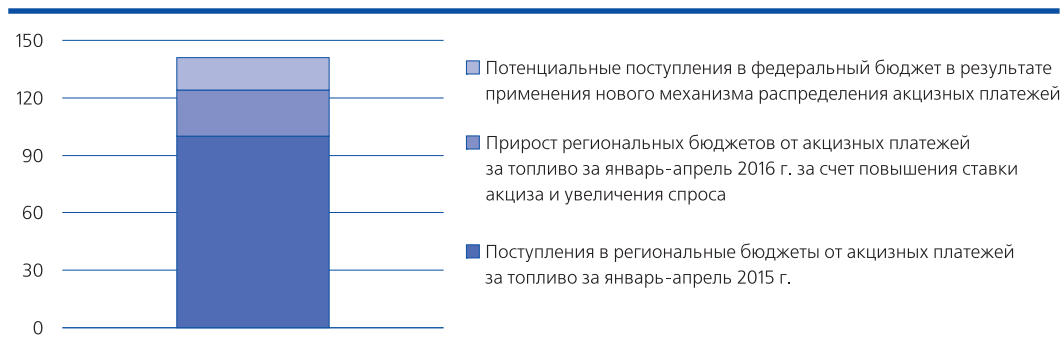 150
120
90
60
30
0
Потенциальные поступления в федеральный бюджет в результате
применения нового механизма распределения акцизных платежей
Прирост региональных бюджетов от акцизных платежей
за топливо за январь-апрель 2016 г. за счет повышения ставки
акциза и увеличения спроса
Поступления в региональные бюджеты от акцизных платежей
за топливо за январь-апрель 2015 г.